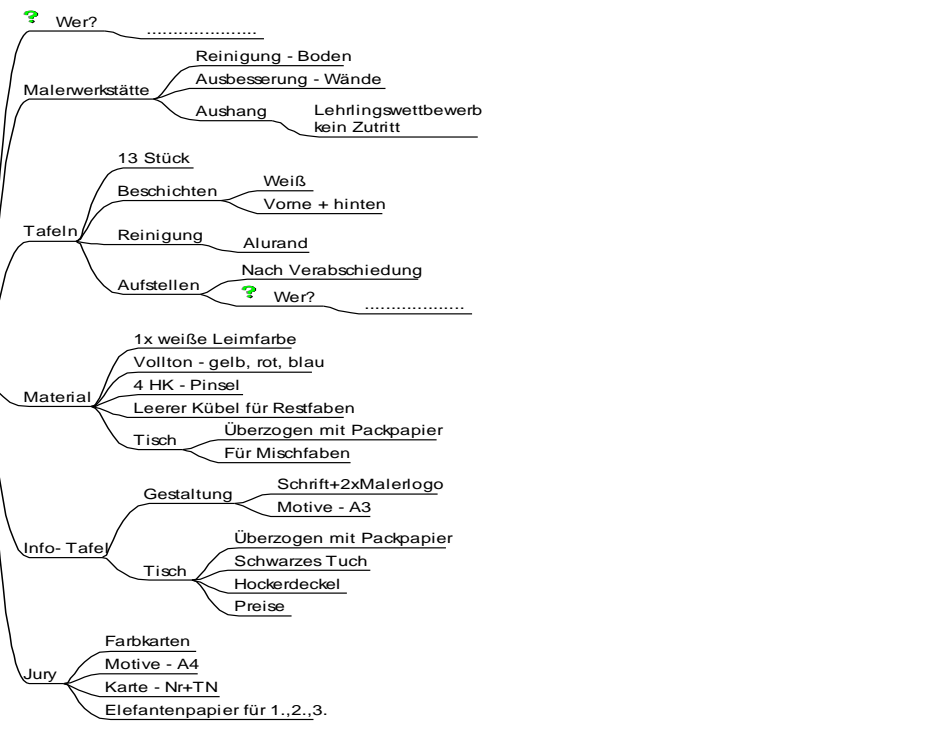 Wer?
.....................
Malerwerkstätte
Reinigung - Boden
Ausbesserung - Wände
Aushang
Lehrlingswettbewerb
kein Zutritt
Tafeln
13 Stück
Beschichten
Weiß
Vorne + hinten
Reinigung
Alurand
Aufstellen
Nach Verabschiedung
Wer?
...................
Material
1x weiße Leimfarbe
Vollton - gelb, rot, blau
4 HK - Pinsel
Leerer Kübel für Restfaben
Tisch
Überzogen mit Packpapier
Für Mischfaben
Info- Tafel
Gestaltung
Schrift+2xMalerlogo
Motive - A3
Tisch
Überzogen mit Packpapier
Schwarzes Tuch
Hockerdeckel
Preise
Jury
Farbkarten
Motive - A4
Karte - Nr+TN
Elefantenpapier für 1.,2.,3.